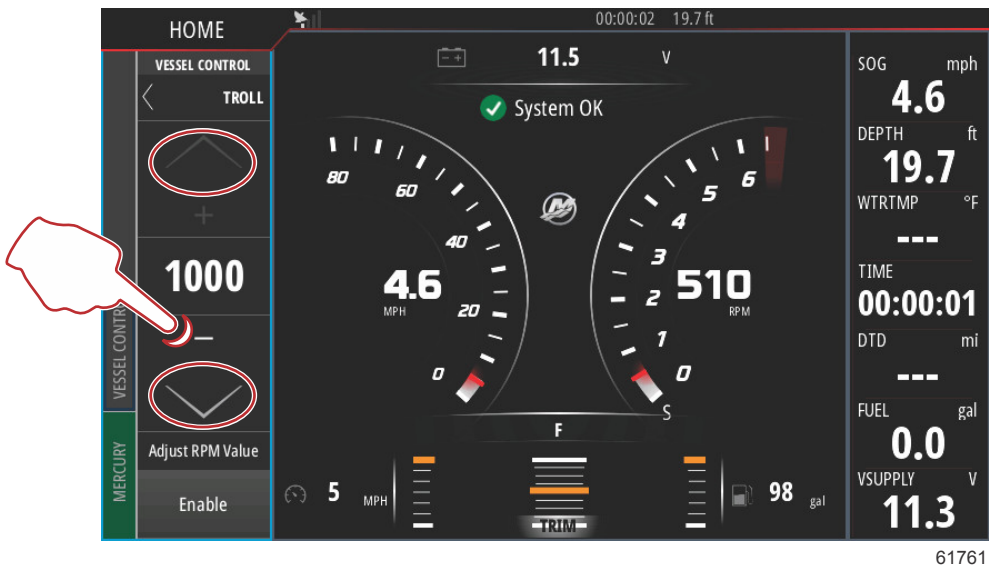 HOME
00:00:02 19.7 ft
VESSEL CONTROL
TROLL
+
1000
–
Adjust RPM Value
Enable
VESSEL CONTR
MERCURY
- +
11.5 V
System OK
80
60
40
20
0
4.6
MPH
6
5
4
3
2
1
0
S
510
RPM
F
5 MPH
TRIM
98 gal
SOG mph
4.6
DEPTH ft
19.7
WTRTMP °F
---
TIME
00:00:01
DTD mi
---
FUEL gal
0.0
VSUPPLY V
11.3
61761